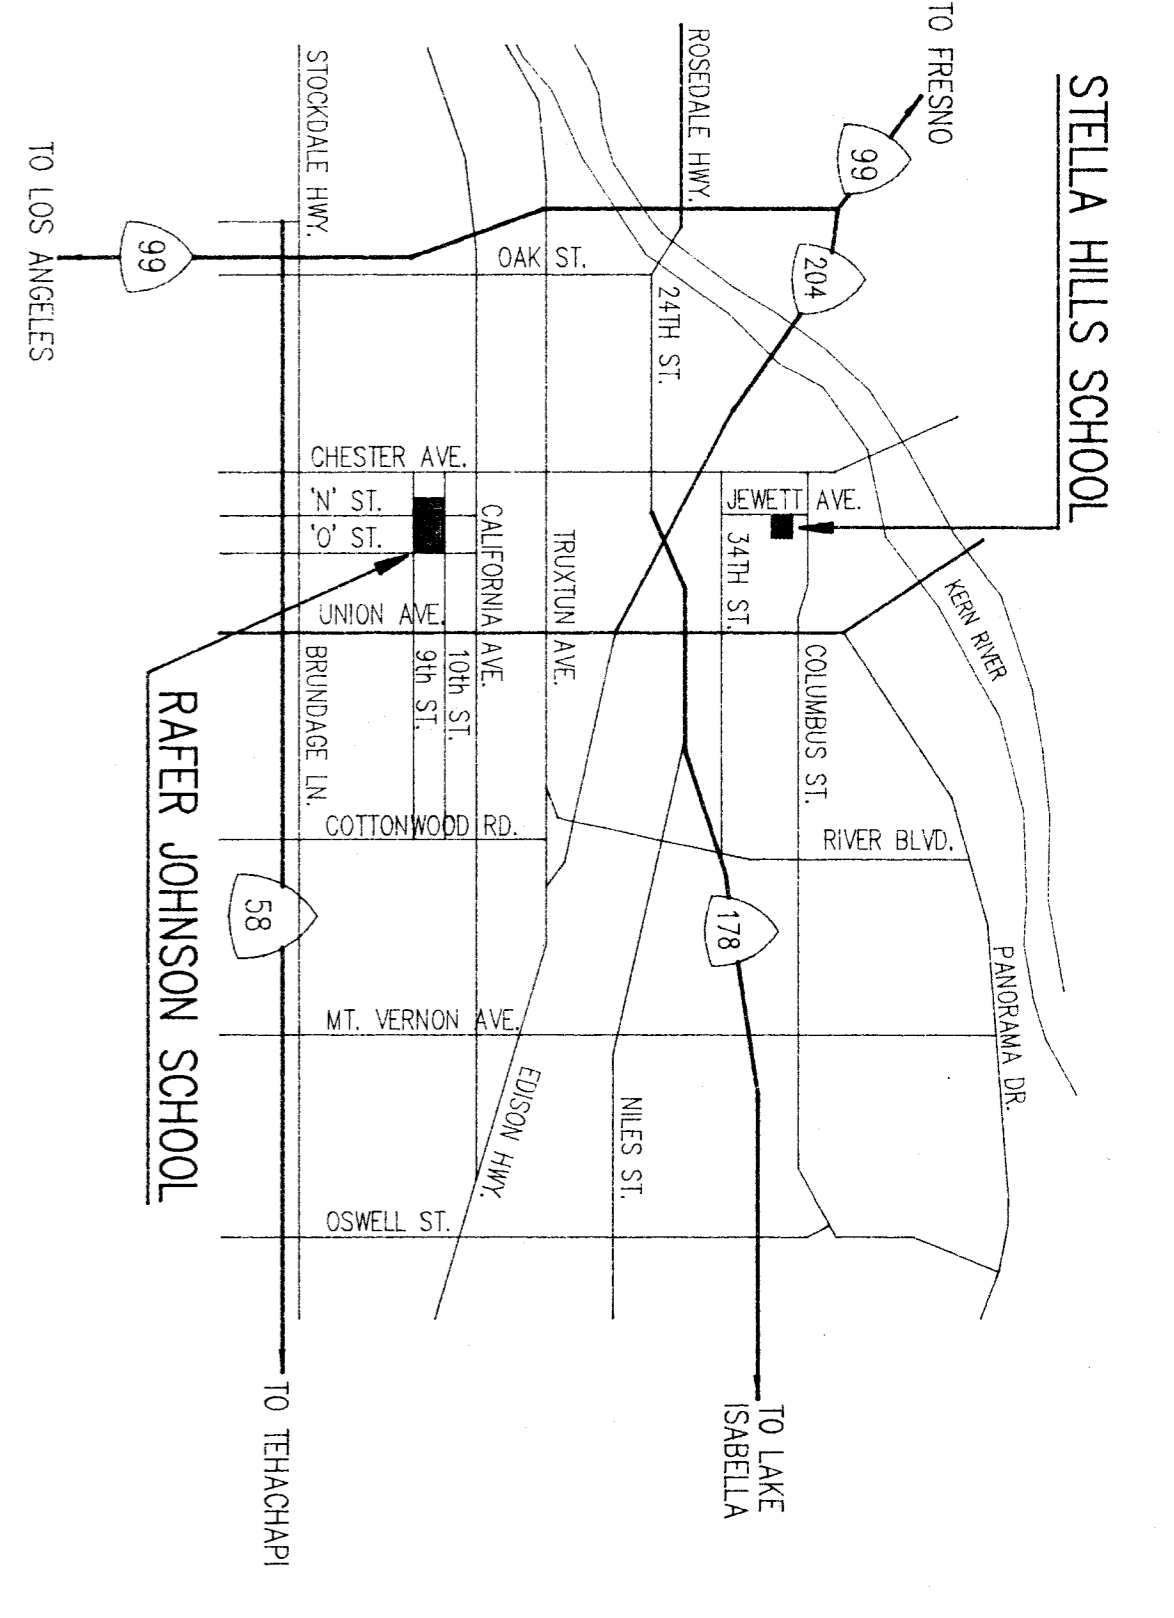 STELLA HILLS SCHOOL
TO FRESNO
99
204
ROSEDALE HWY.
STOCKDALE HWY.
TO LOS ANGELES
99
OAK ST.
24TH ST.
CHESTER AVE.
'N' ST.
'O' ST.
UNION AVE.
JEWETT AVE.
34TH ST.
CALIFORNIA AVE.
TRUXTUN AVE.
KERN RIVER
COLUMBUS ST.
10th ST.
9th ST.
BRUNDAGE LN.
RAFER JOHNSON SCHOOL
COTTONWOOD RD.
RIVER BLVD.
58
178
PANORAMA DR.
MT. VERNON AVE.
EDISON HWY.
NILES ST.
OSWELL ST.
TO LAKE
ISABELLA
TO TEHACHAPI